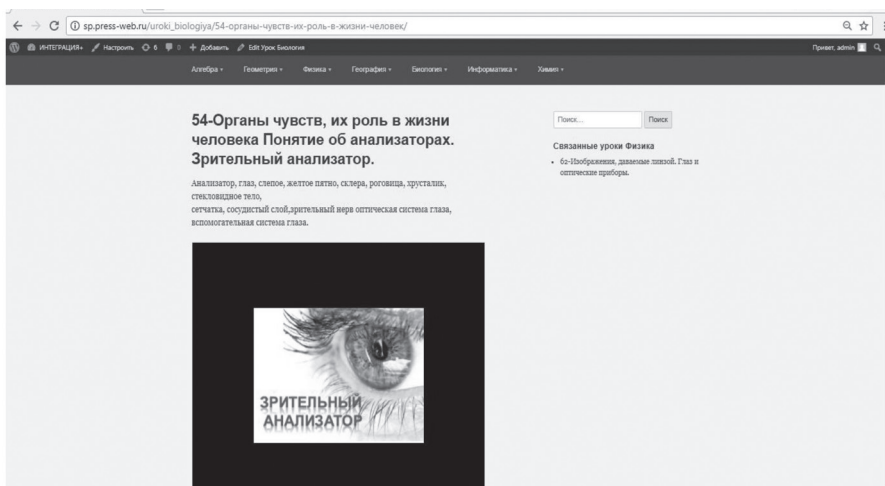 sp.press-web.ru/uroki_biologiya/54-органы-чувств-их-роль-в-жизни-человек/
ИНТЕГРАЦИЯ+ Настроить 6 0 + Добавить Edit Урок Биология Привет, admin
Алгебра Геометрия Физика География Биология Информатика Химия
54-Органы чувств, их роль в жизни
человека Понятие об анализаторах.
Зрительный анализатор.
Анализатор, глаз, слепое, желтое пятно, склера, роговица, хрусталик,
стекловидное тело,
сетчатка, сосудистый слой,зрительный нерв оптическая система глаза,
вспомогательная система глаза.
ЗРИТЕЛЬНЫЙ
АНАЛИЗАТОР
Поиск... Поиск
Связанные уроки Физика
62-Изображения, даваемые линзой. Глаз и
оптические приборы.